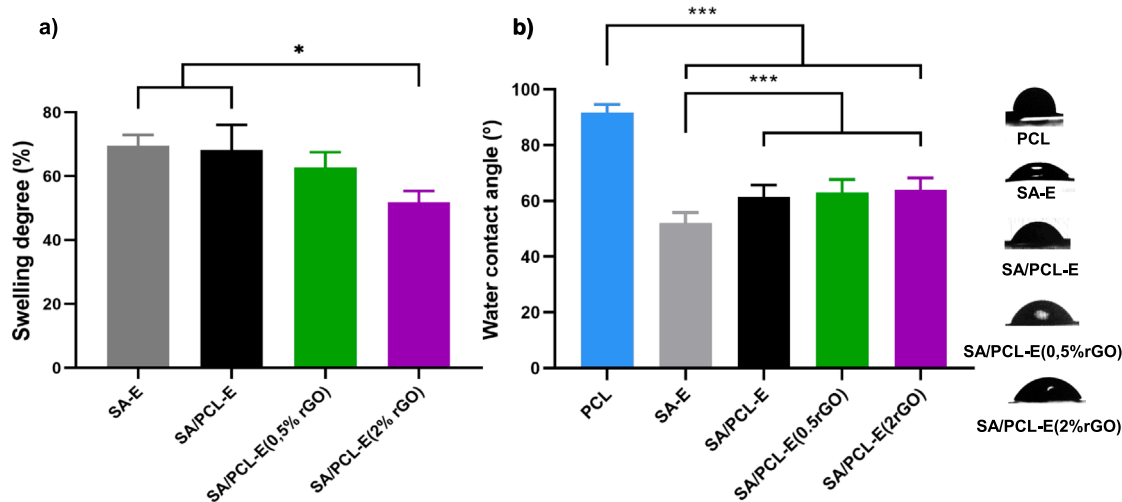 a)
*
Swelling degree (%)
80
60
40
20
0
SA-E
SA/PCL-E
SA/PCL-E(0,5% rGO)
SA/PCL-E(2% rGO)
b)
***
***
Water contact angle (º)
100
80
60
40
20
0
PCL
SA-E
SA/PCL-E
SA/PCL-E(0.5rGO)
SA/PCL-E(2rGO)
PCL
SA-E
SA/PCL-E
SA/PCL-E(0,5%rGO)
SA/PCL-E(2%rGO)